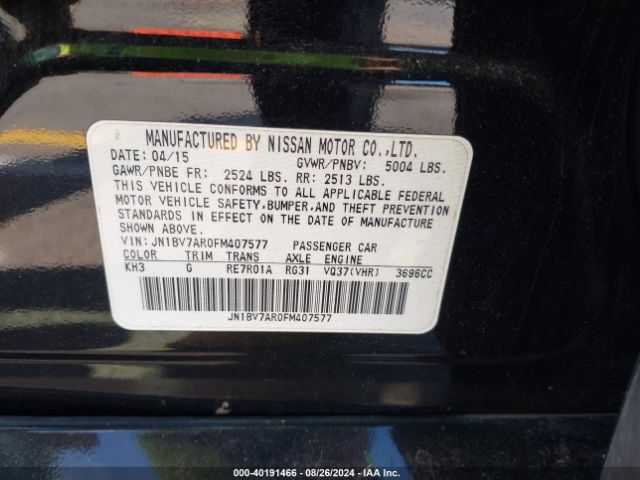 MANUFACTURED BY NISSAN MOTOR CO.,LTD.
DATE: 04/15 GVWR/PNBV: 5004 LBS.
GAWR/PNBE FR: 2524 LBS. RR: 2513 LBS.
THIS VEHICLE CONFORMS TO ALL APPLICABLE FEDERAL
MOTOR VEHICLE SAFETY,BUMPER,AND THEFT PREVENTION
STANDARDS IN EFFECT ON THE DATE OF MANUFACTURE
SHOWN ABOVE.
VIN: JN1BV7AR0FM407577 PASSENGER CAR
COLOR TRIM TRANS AXLE ENGINE
KH3 G RE7R01A RG31 VQ37(VHR) 3696CC
JN1BV7AR0FM407577
000-40191466 - 08/26/2024 - IAA Inc.